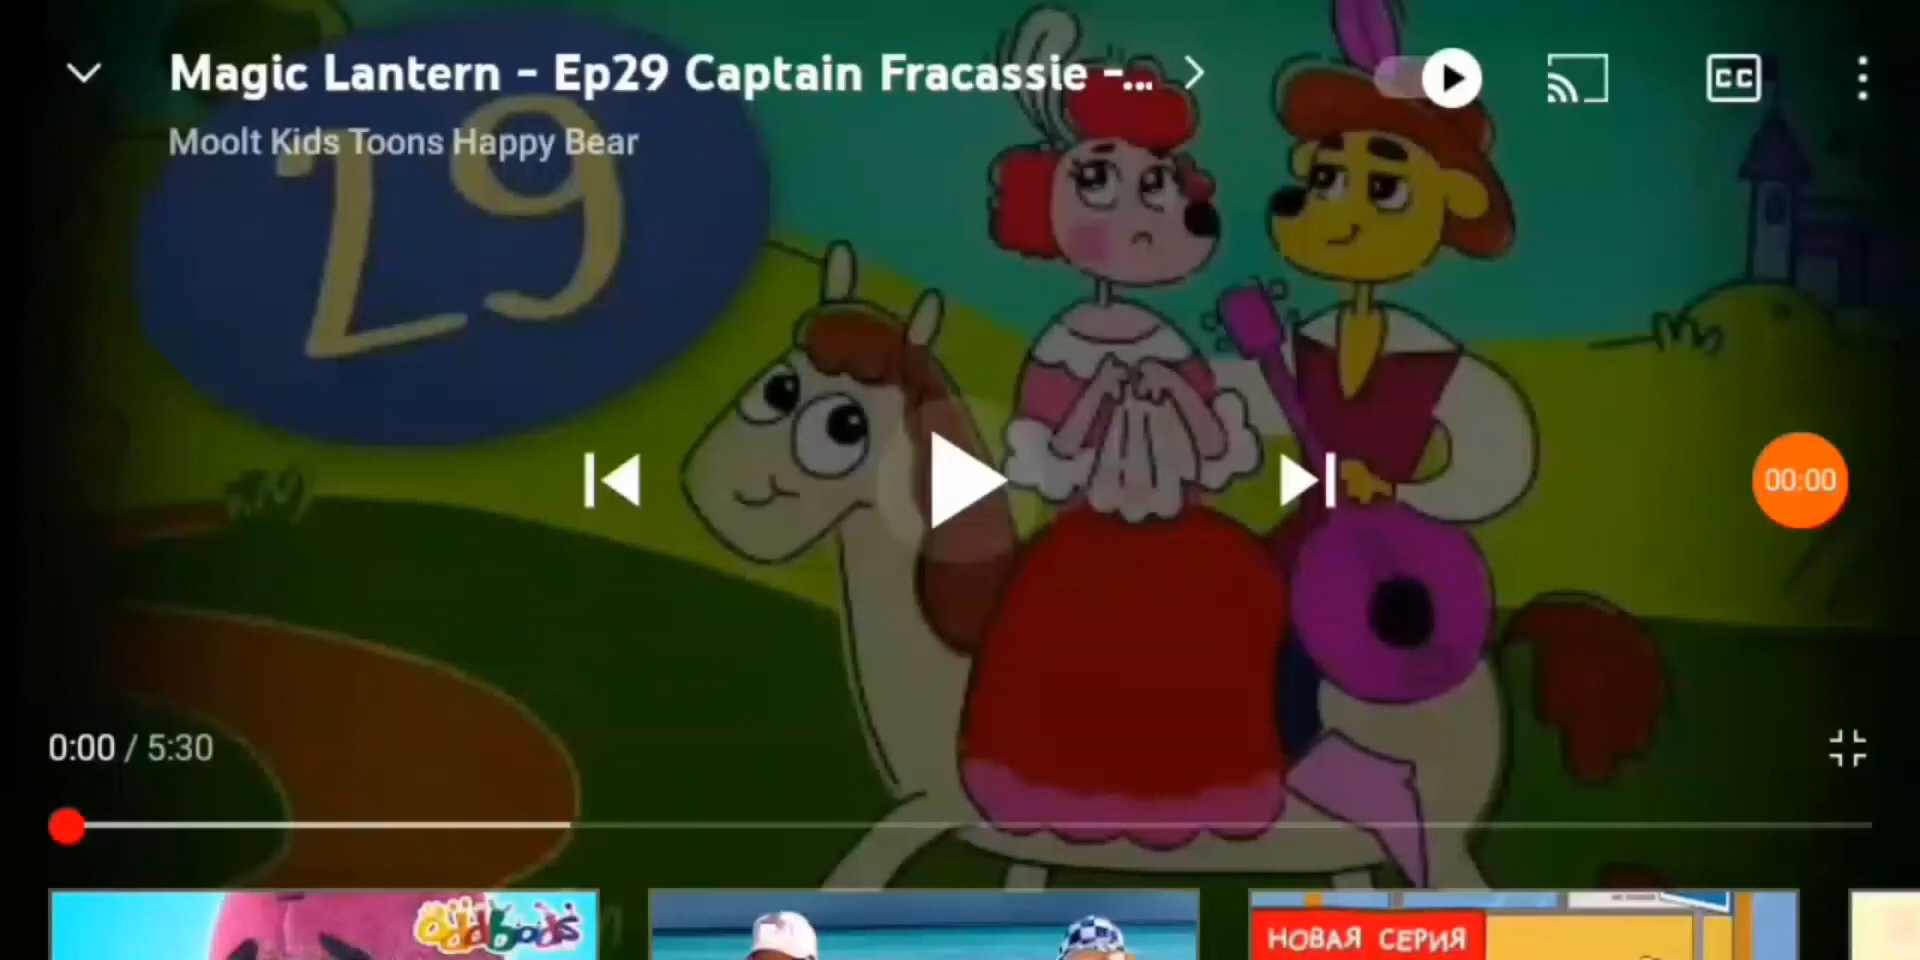 Magic Lantern - Ep29 Captain Fracassie -...
Moolt Kids Toons Happy Bear
CC
29
00:00
0:00 / 5:30
oddbods
НОВАЯ СЕРИЯ